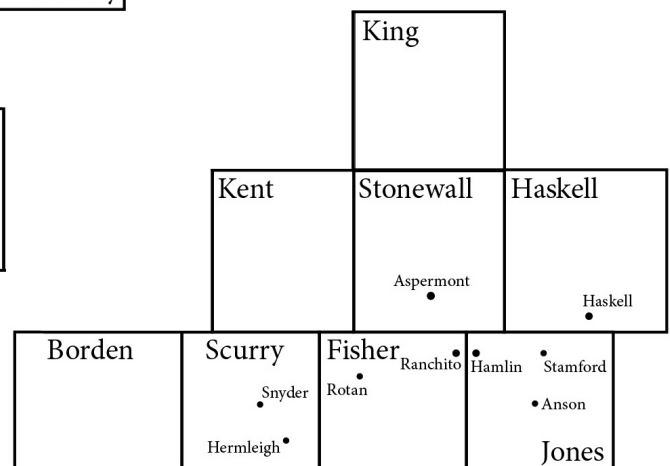 King
Kent
Stonewall
Haskell
Aspermont
Haskell
Borden
Scurry
Fisher
Ranchito
Hamlin
Stamford
Rotan
Snyder
Anson
Hermleigh
Jones